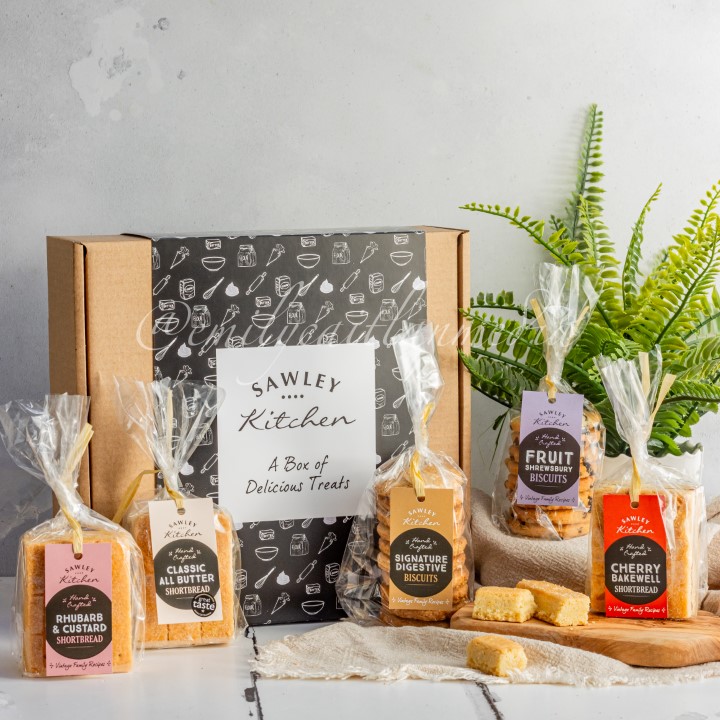 @emilycaitlanmedia
SAWLEY
Kitchen
A Box of
Delicious Treats
SAWLEY
Kitchen
Hand
Crafted
RHUBARB
& CUSTARD
SHORTBREAD
Vintage Family Recipes
SAWLEY
Kitchen
Hand
Crafted
CLASSIC
ALL BUTTER
SHORTBREAD
great
taste
SAWLEY
Kitchen
Hand
Crafted
SIGNATURE
DIGESTIVE
BISCUITS
Vintage Family Recipes
SAWLEY
Kitchen
Hand
Crafted
FRUIT
SHREWSBURY
BISCUITS
Vintage Family Recipes
SAWLEY
Kitchen
Hand
Crafted
CHERRY
BAKEWELL
SHORTBREAD
Vintage Family Recipes